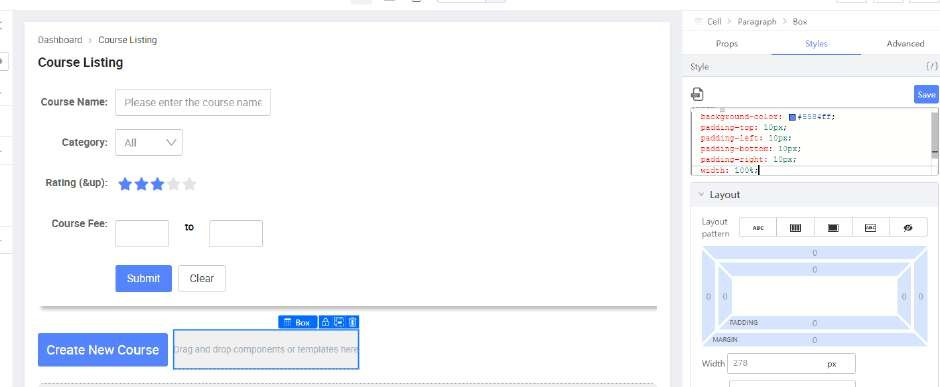 Dashboard > Course Listing
Course Listing
Course Name: Please enter the course name
Category: All
Rating (&up):
Course Fee: to
Submit Clear
Box
Create New Course Drag and drop components or templates here
Cell > Paragraph > Box
Props Styles Advanced
Style {/}
Save
background-color: #5584ff;
padding-top: 10px;
padding-left: 10px;
padding-bottom: 10px;
padding-right: 10px;
width: 100%;
Layout
Layout pattern ABC
0
0
0 0 0 0
PADDING 0
MARGIN 0
Width 278 px